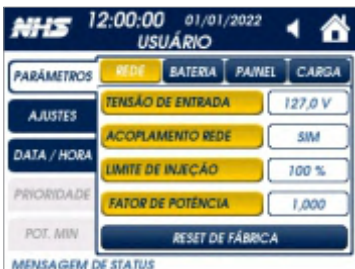 NHS 12:00:00 01/01/2022
USUÁRIO
PARÂMETROS REDE BATERIA PAINEL CARGA
AJUSTES
DATA / HORA
PRIORIDADE
POT. MIN
TENSÃO DE ENTRADA 127,0 V
ACOPLAMENTO REDE SIM
LIMITE DE INJEÇÃO 100 %
FATOR DE POTÊNCIA 1,000
RESET DE FÁBRICA
MENSAGEM DE STATUS